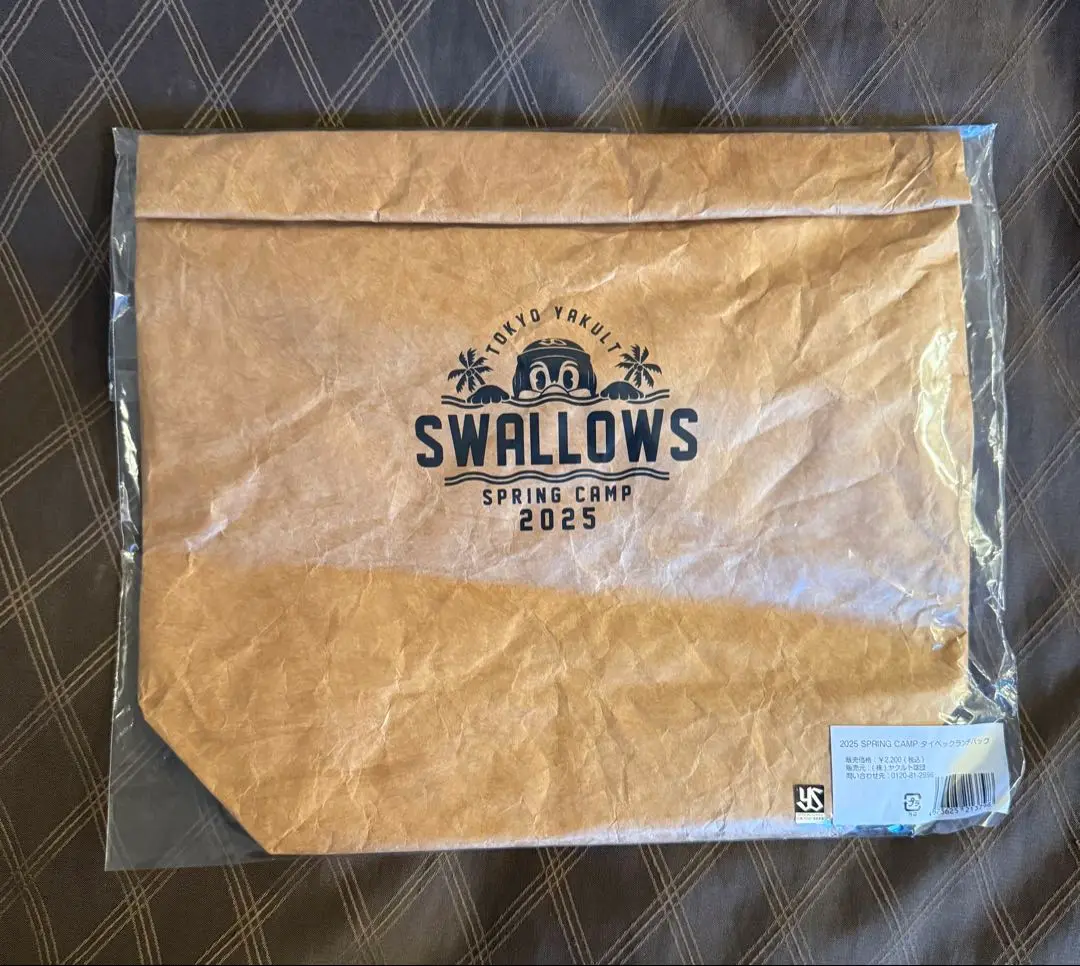 TOKYO YAKULT
SWALLOWS
SPRING CAMP
2025
2025 SPRING CAMP タイベックランチバッグ
販売価格：￥2,200（税込）
販売元：（株）ヤクルト球団
問い合わせ先：0120-81-2896
YS